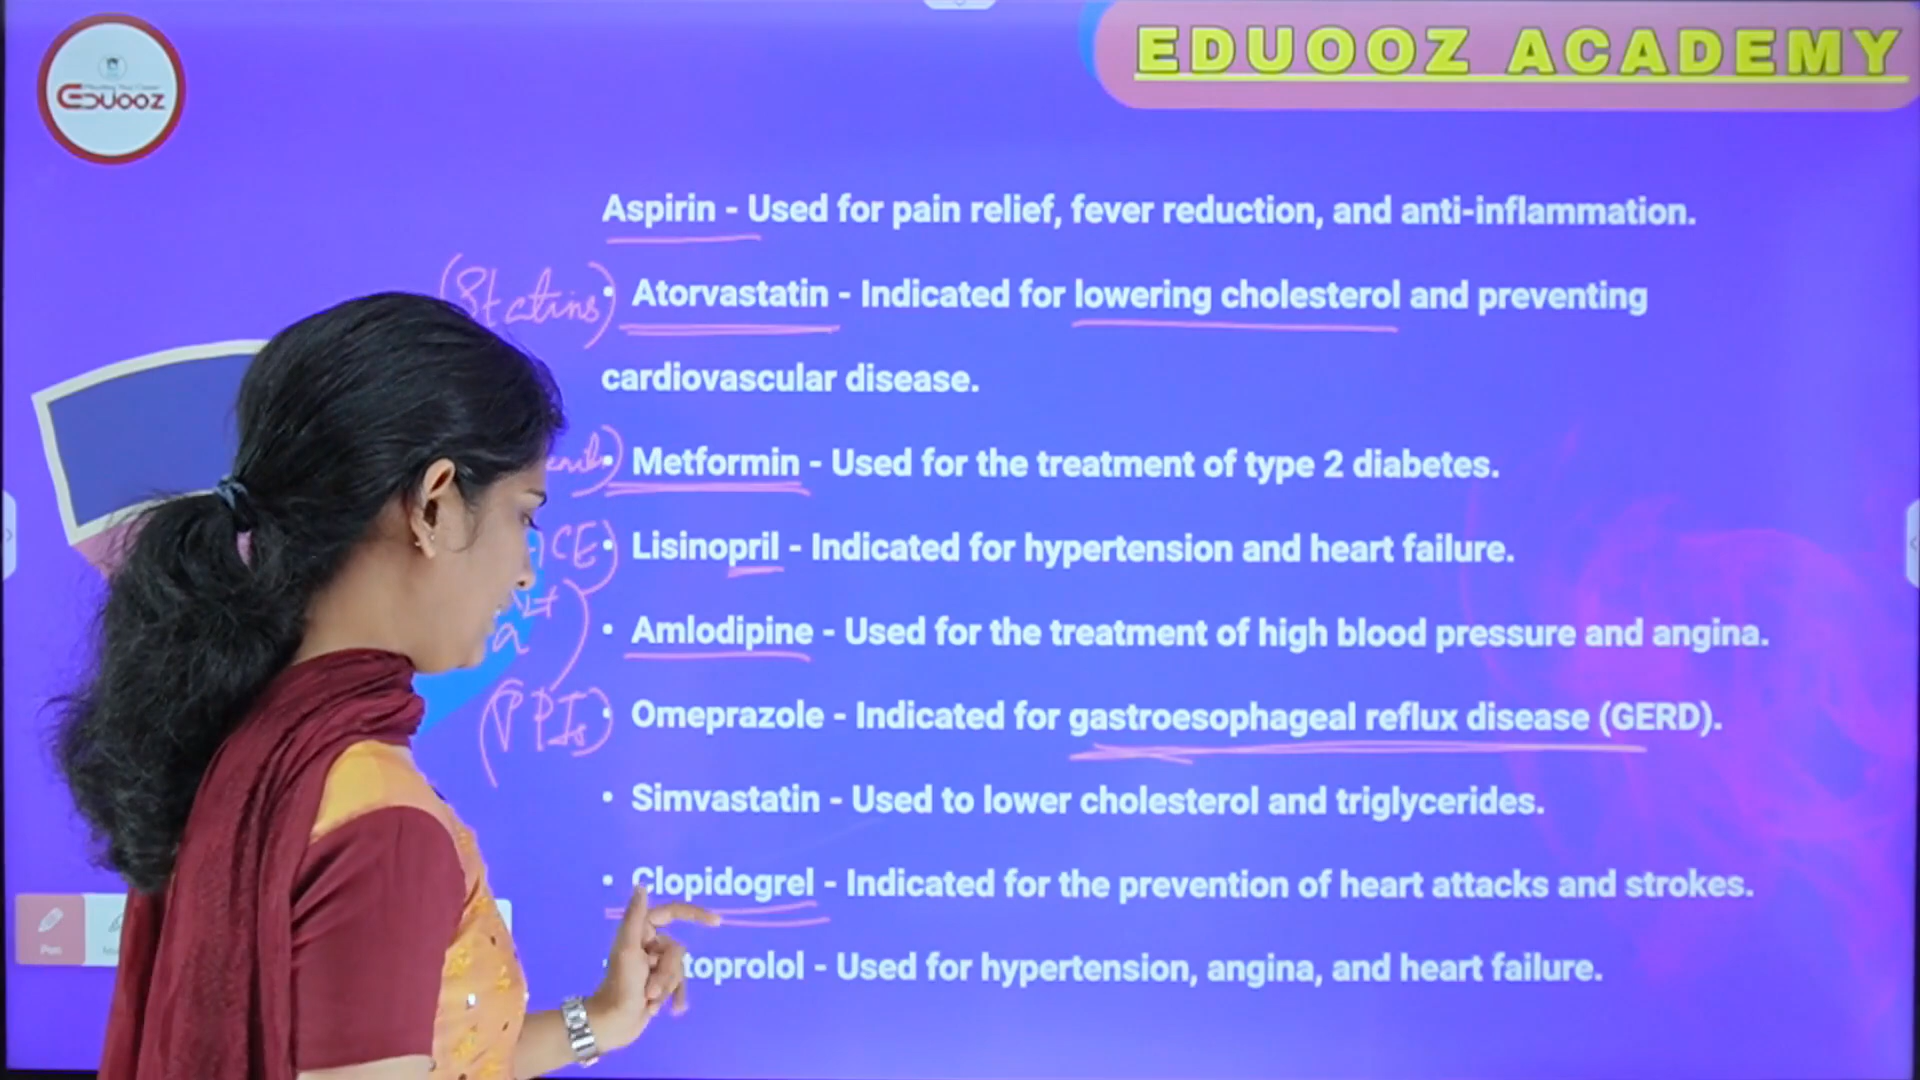 EDUOOZ
EDUOOZ ACADEMY
Aspirin - Used for pain relief, fever reduction, and anti-inflammation.
(Statins)
• Atorvastatin - Indicated for lowering cholesterol and preventing
cardiovascular disease.
• Metformin - Used for the treatment of type 2 diabetes.
CE)
• Lisinopril - Indicated for hypertension and heart failure.
• Amlodipine - Used for the treatment of high blood pressure and angina.
(PPIs)
• Omeprazole - Indicated for gastroesophageal reflux disease (GERD).
• Simvastatin - Used to lower cholesterol and triglycerides.
• Clopidogrel - Indicated for the prevention of heart attacks and strokes.
toprolol - Used for hypertension, angina, and heart failure.
Pen